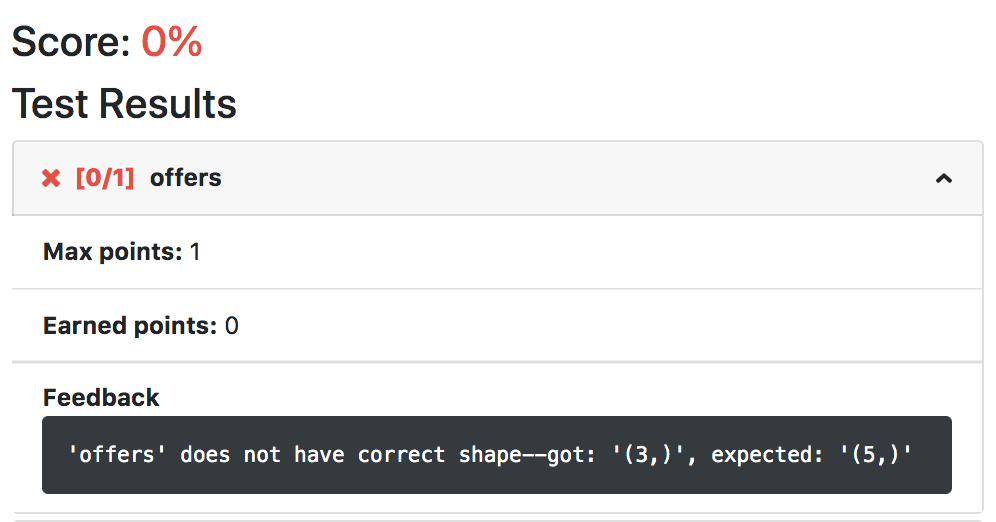 Score: 0%
Test Results
✖ [0/1] offers
Max points: 1
Earned points: 0
Feedback
'offers' does not have correct shape--got: '(3,)', expected: '(5,)'